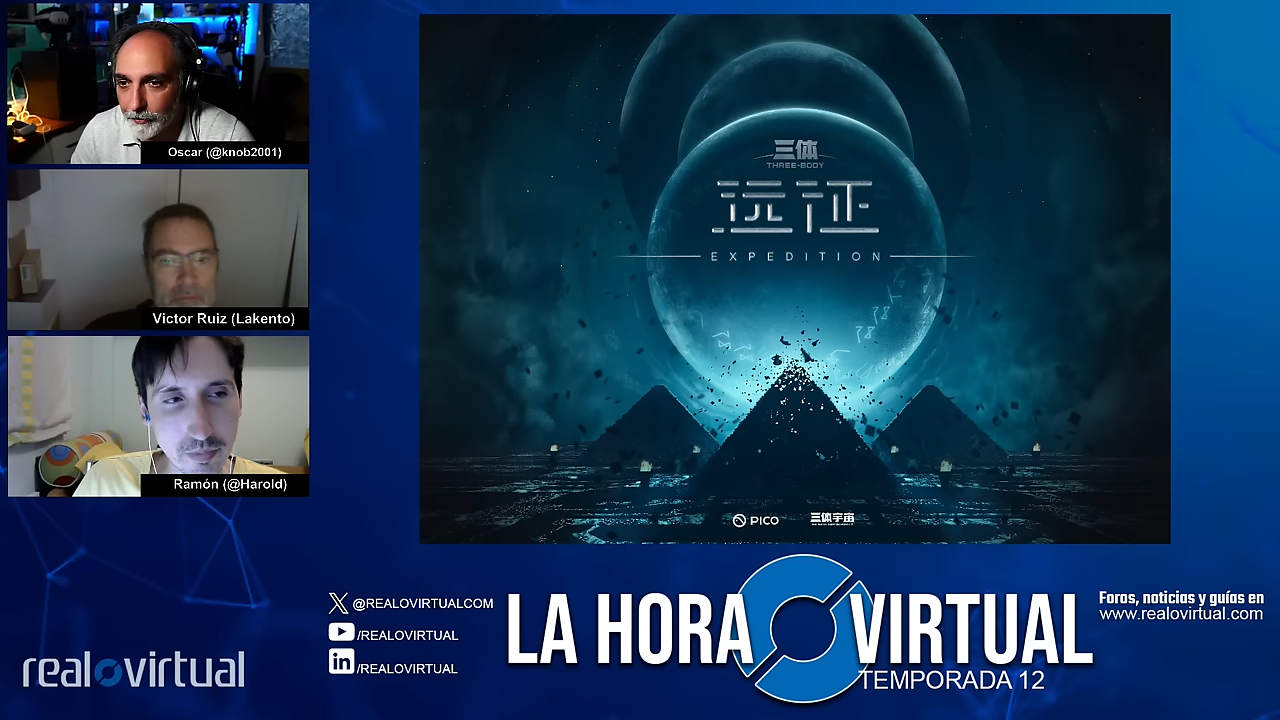 Oscar (@knob2001)
Victor Ruiz (Lakento)
Ramón (@Harold)
三体
THREE-BODY
远征
EXPEDITION
PICO
三体宇宙
realovirtual
@REALOVIRTUALCOM
/REALOVIRTUAL
in /REALOVIRTUAL
LA HORA VIRTUAL
TEMPORADA 12
Foros, noticias y guías en
www.realovirtual.com